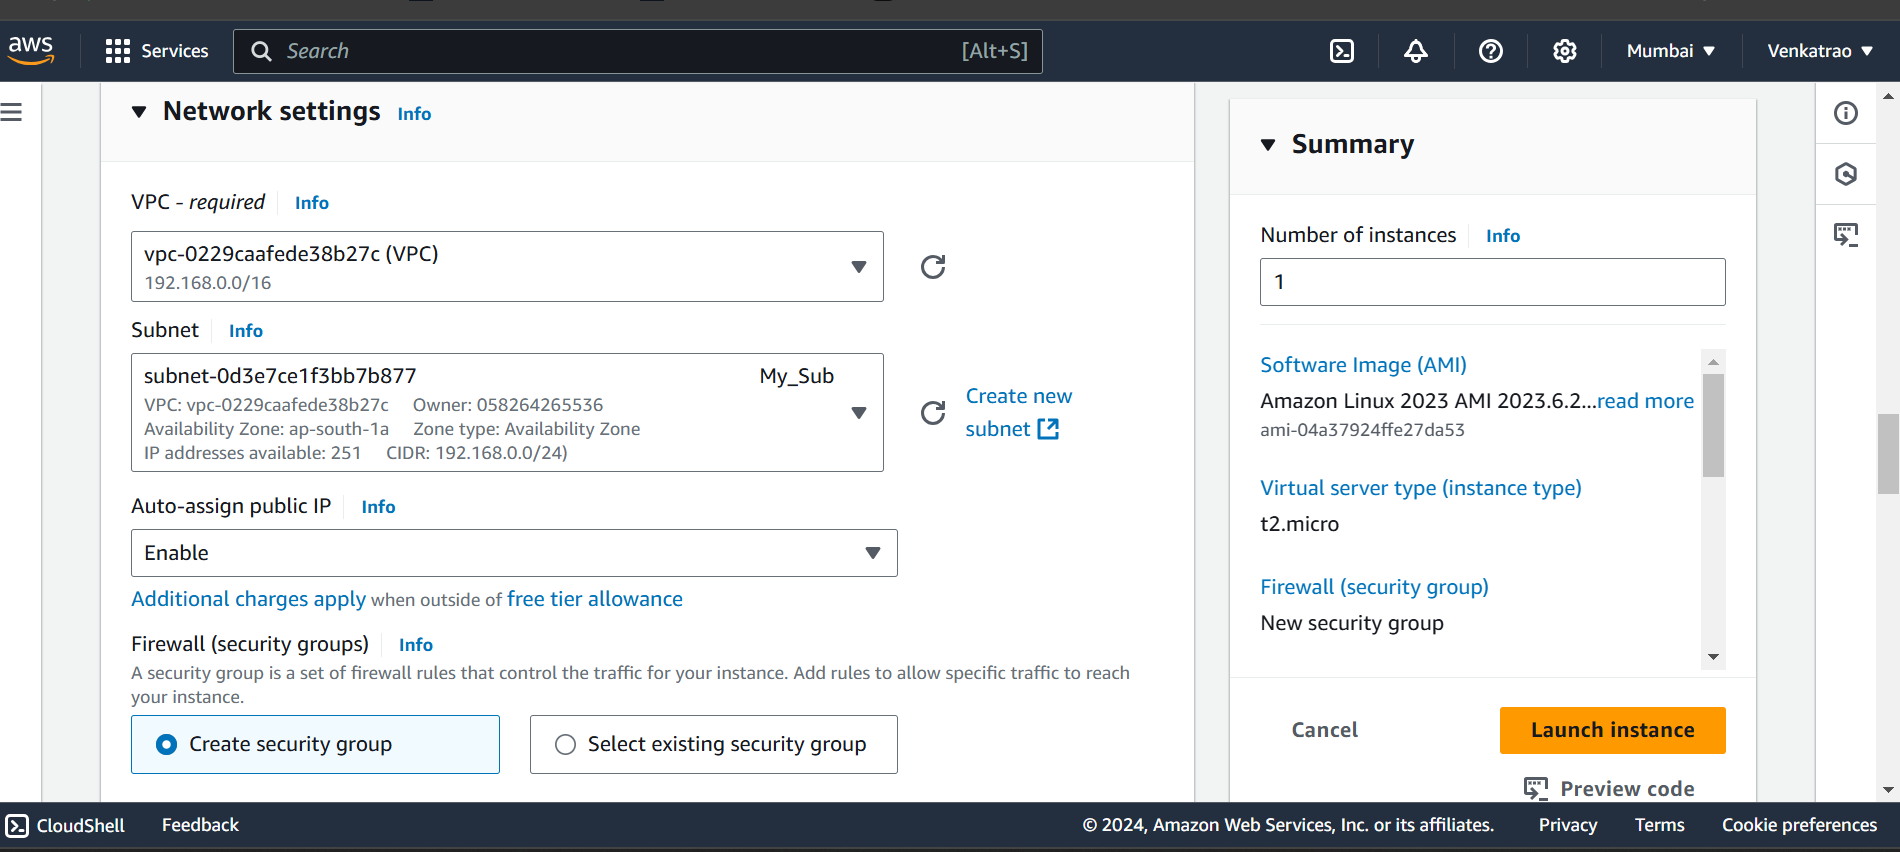 aws
Services
Search [Alt+S]
Mumbai
Venkatrao
Network settings Info
VPC - required Info
vpc-0229caafede38b27c (VPC)
192.168.0.0/16
Subnet Info
subnet-0d3e7ce1f3bb7b877 My_Sub
VPC: vpc-0229caafede38b27c Owner: 058264265536
Availability Zone: ap-south-1a Zone type: Availability Zone
IP addresses available: 251 CIDR: 192.168.0.0/24)
Create new
subnet
Auto-assign public IP Info
Enable
Additional charges apply when outside of free tier allowance
Firewall (security groups) Info
A security group is a set of firewall rules that control the traffic for your instance. Add rules to allow specific traffic to reach
your instance.
Create security group
Select existing security group
Summary
Number of instances Info
1
Software Image (AMI)
Amazon Linux 2023 AMI 2023.6.2...read more
ami-04a37924ffe27da53
Virtual server type (instance type)
t2.micro
Firewall (security group)
New security group
Cancel
Launch instance
Preview code
CloudShell
Feedback
© 2024, Amazon Web Services, Inc. or its affiliates.
Privacy
Terms
Cookie preferences